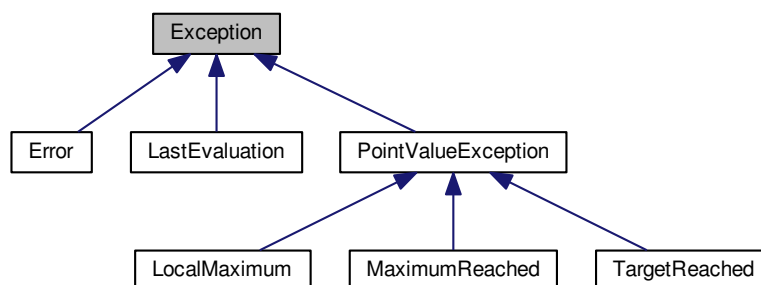 Exception
Error LastEvaluation PointValueException
LocalMaximum MaximumReached TargetReached